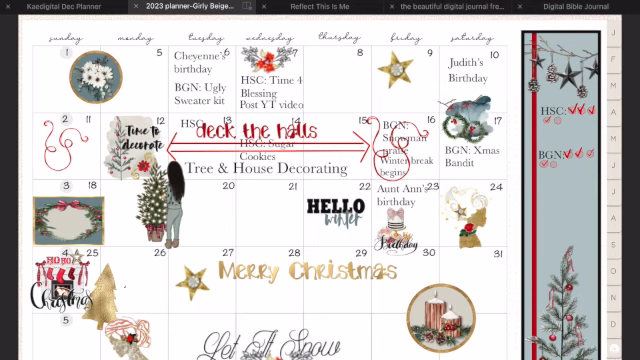 Kaedigital Dec Planner
2023 planner-Girly Beige...
Reflect This Is Me
the beautiful digital journal fre...
Digital Bible Journal
sunday monday tuesday wednesday thursday friday saturday
1 5 6 7 8 9 10
Cheyenne's
birthday
BGN: Ugly
Sweater kit
HSC: Time 4
Blessing
Post YT video
Judith's
Birthday
2 11 12 13 14 15 16 17
Time to
decorate
HSC:
deck the halls
HSC: Sugar
Cookies
Tree & House Decorating
BGN:
Snowman
Winter break
begins
BGN: Xmas
Bandit
3 18 20 21 22 23 24
HELLO
winter
Aunt Ann's
birthday
Birthday
4 25 26 27 28 29 30 31
HO HO
Christmas
Merry Christmas
5
Let It Snow
HSC:
BGN:
J
F
M
A
M
J
J
A
S
O
N
D